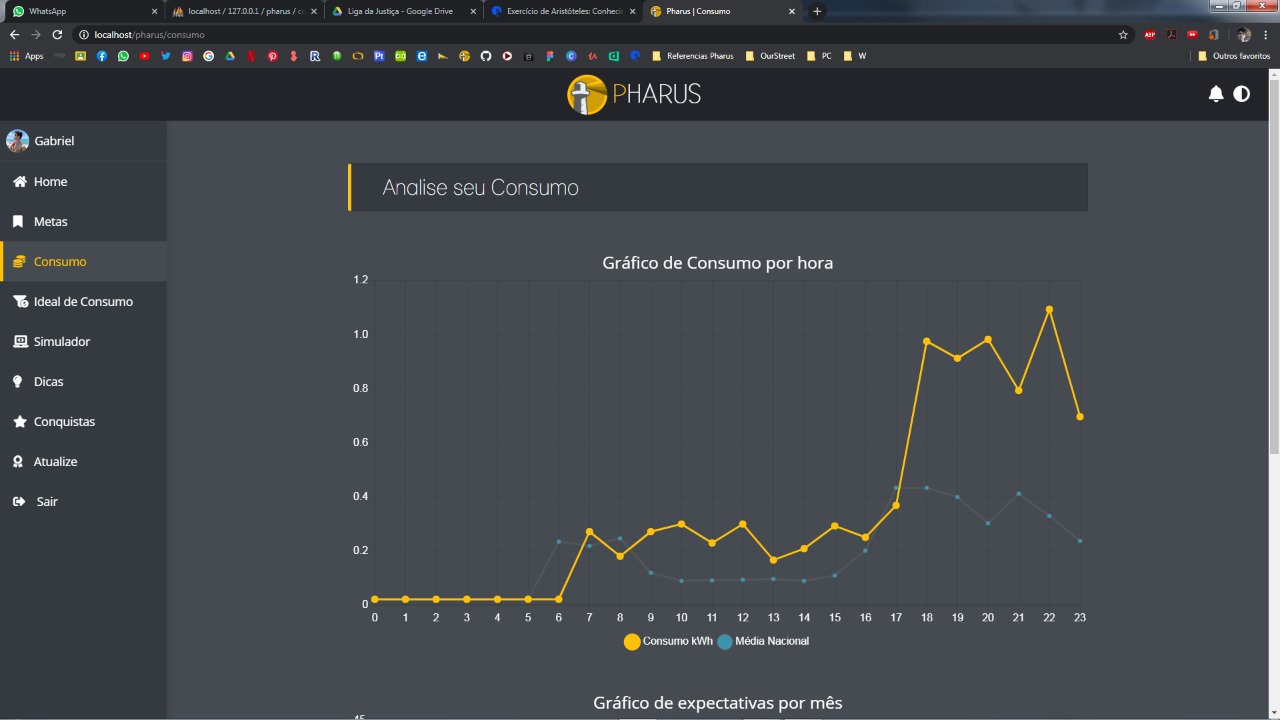 WhatsApp
localhost / 127.0.0.1 / pharus / co
Liga da Justiça - Google Drive
Exercício de Aristóteles: Conheci
Pharus | Consumo
localhost/pharus/consumo
Apps
Referencias Pharus
OurStreet
PC
W
Outros favoritos
PHARUS
Gabriel
Home
Metas
Consumo
Ideal de Consumo
Simulador
Dicas
Conquistas
Atualize
Sair
Analise seu Consumo
Gráfico de Consumo por hora
1.2
1.0
0.8
0.6
0.4
0.2
0
0 1 2 3 4 5 6 7 8 9 10 11 12 13 14 15 16 17 18 19 20 21 22 23
Consumo kWh Média Nacional
Gráfico de expectativas por mês
45